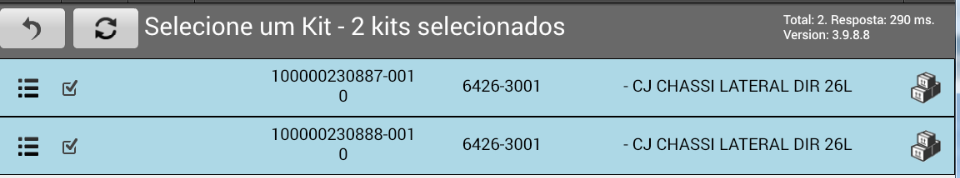 Selecione um Kit - 2 kits selecionados
Total: 2. Resposta: 290 ms.
Version: 3.9.8.8
100000230887-001
0
6426-3001
- CJ CHASSI LATERAL DIR 26L
100000230888-001
0
6426-3001
- CJ CHASSI LATERAL DIR 26L